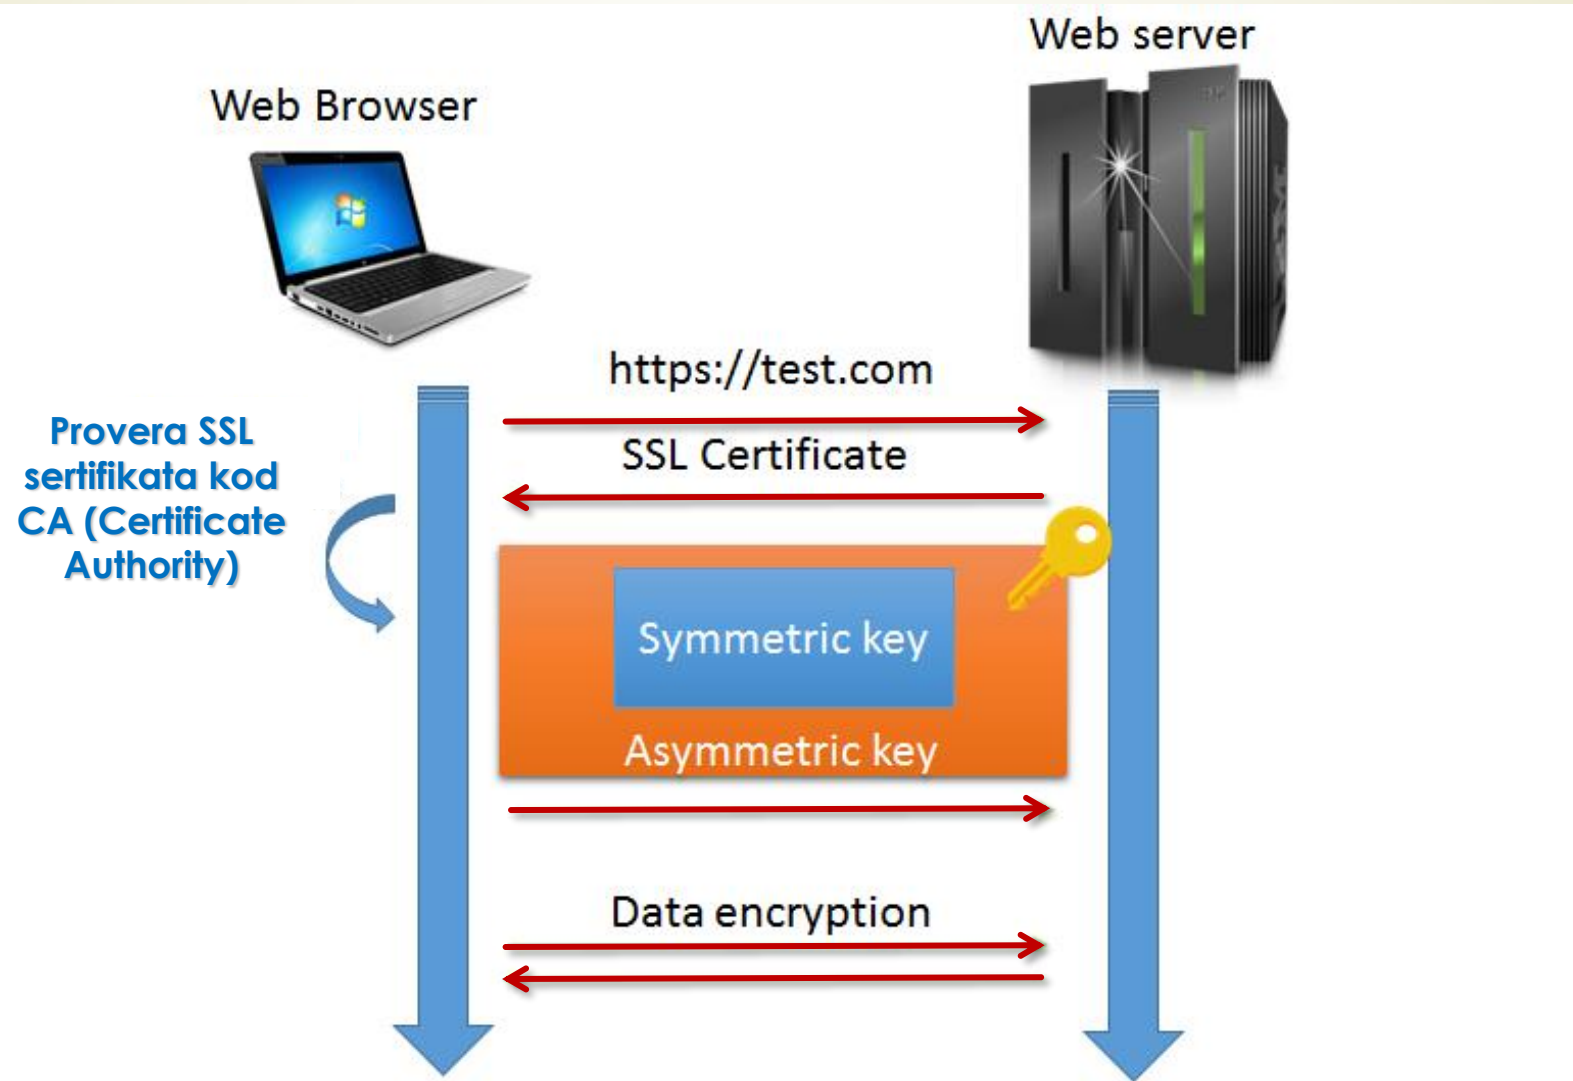 Web server
Web Browser
https://test.com
Provera SSL
sertifikata kod
CA (Certificate
Authority)
SSL Certificate
Symmetric key
Asymmetric key
Data encryption